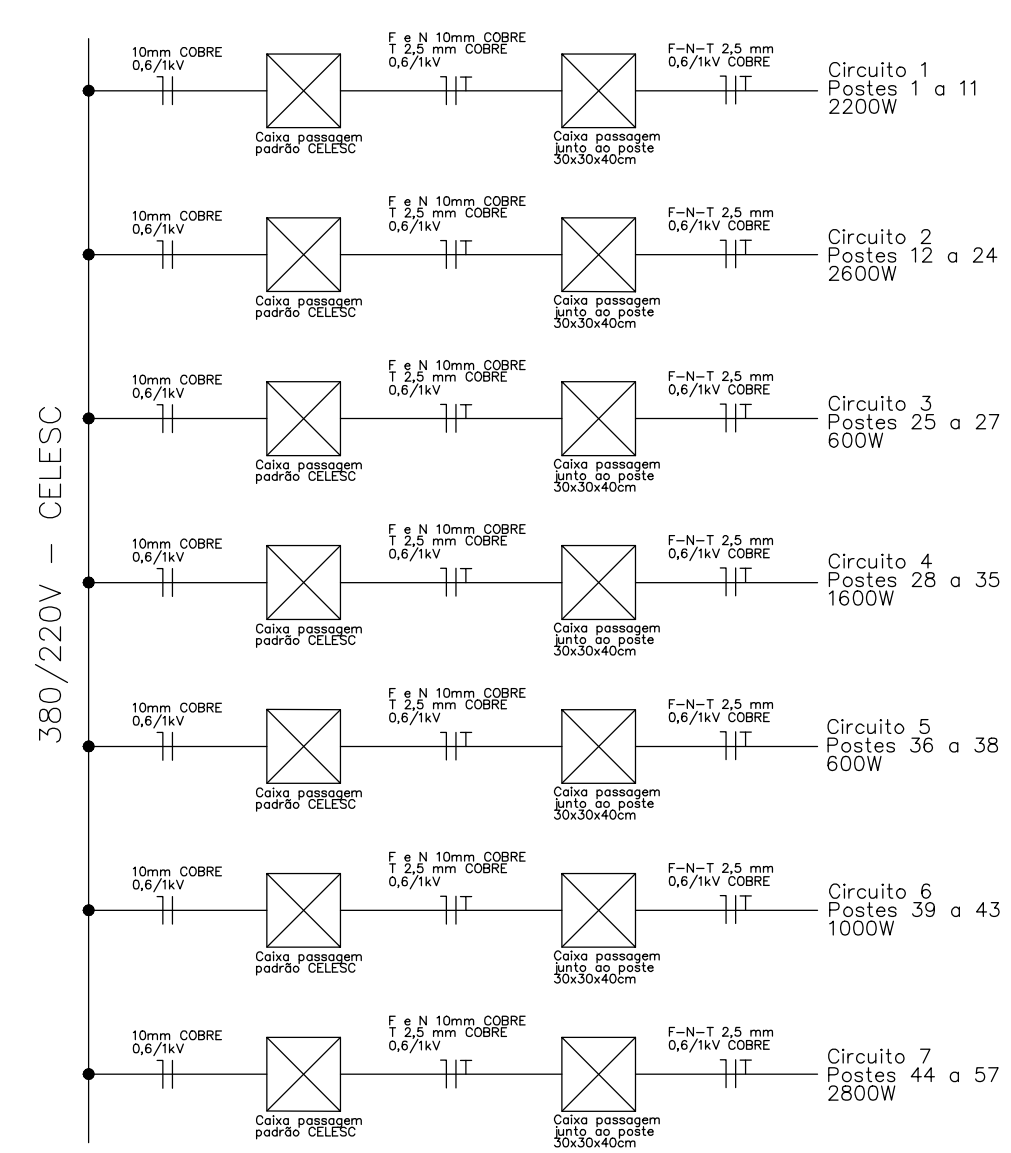 380/220V – CELESC
10mm COBRE
0,6/1kV
Caixa passagem
padrão CELESC
F e N 10mm COBRE
T 2,5 mm COBRE
0,6/1kV
Caixa passagem
junto ao poste
30x30x40cm
F-N-T 2,5 mm
0,6/1kV COBRE
Circuito 1
Postes 1 a 11
2200W
10mm COBRE
0,6/1kV
Caixa passagem
padrão CELESC
F e N 10mm COBRE
T 2,5 mm COBRE
0,6/1kV
Caixa passagem
junto ao poste
30x30x40cm
F-N-T 2,5 mm
0,6/1kV COBRE
Circuito 2
Postes 12 a 24
2600W
10mm COBRE
0,6/1kV
Caixa passagem
padrão CELESC
F e N 10mm COBRE
T 2,5 mm COBRE
0,6/1kV
Caixa passagem
junto ao poste
30x30x40cm
F-N-T 2,5 mm
0,6/1kV COBRE
Circuito 3
Postes 25 a 27
600W
10mm COBRE
0,6/1kV
Caixa passagem
padrão CELESC
F e N 10mm COBRE
T 2,5 mm COBRE
0,6/1kV
Caixa passagem
junto ao poste
30x30x40cm
F-N-T 2,5 mm
0,6/1kV COBRE
Circuito 4
Postes 28 a 35
1600W
10mm COBRE
0,6/1kV
Caixa passagem
padrão CELESC
F e N 10mm COBRE
T 2,5 mm COBRE
0,6/1kV
Caixa passagem
junto ao poste
30x30x40cm
F-N-T 2,5 mm
0,6/1kV COBRE
Circuito 5
Postes 36 a 38
600W
10mm COBRE
0,6/1kV
Caixa passagem
padrão CELESC
F e N 10mm COBRE
T 2,5 mm COBRE
0,6/1kV
Caixa passagem
junto ao poste
30x30x40cm
F-N-T 2,5 mm
0,6/1kV COBRE
Circuito 6
Postes 39 a 43
1000W
10mm COBRE
0,6/1kV
Caixa passagem
padrão CELESC
F e N 10mm COBRE
T 2,5 mm COBRE
0,6/1kV
Caixa passagem
junto ao poste
30x30x40cm
F-N-T 2,5 mm
0,6/1kV COBRE
Circuito 7
Postes 44 a 57
2800W